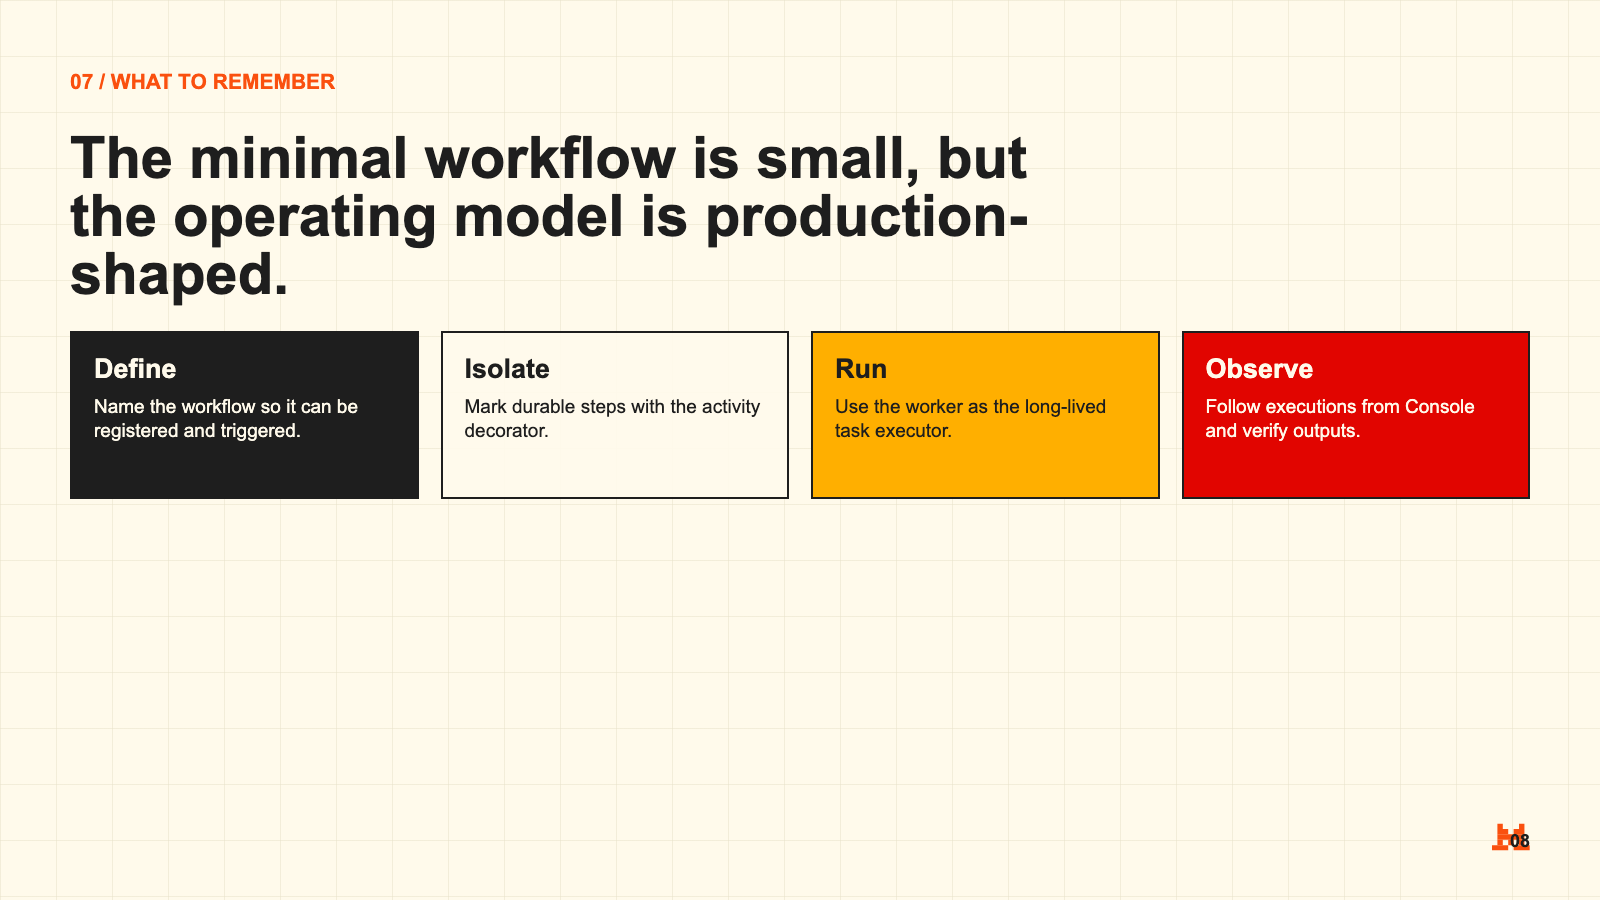 07 / WHAT TO REMEMBER
The minimal workflow is small, but
the operating model is production-
shaped.
Define
Name the workflow so it can be
registered and triggered.
Isolate
Mark durable steps with the activity
decorator.
Run
Use the worker as the long-lived
task executor.
Observe
Follow executions from Console
and verify outputs.
08